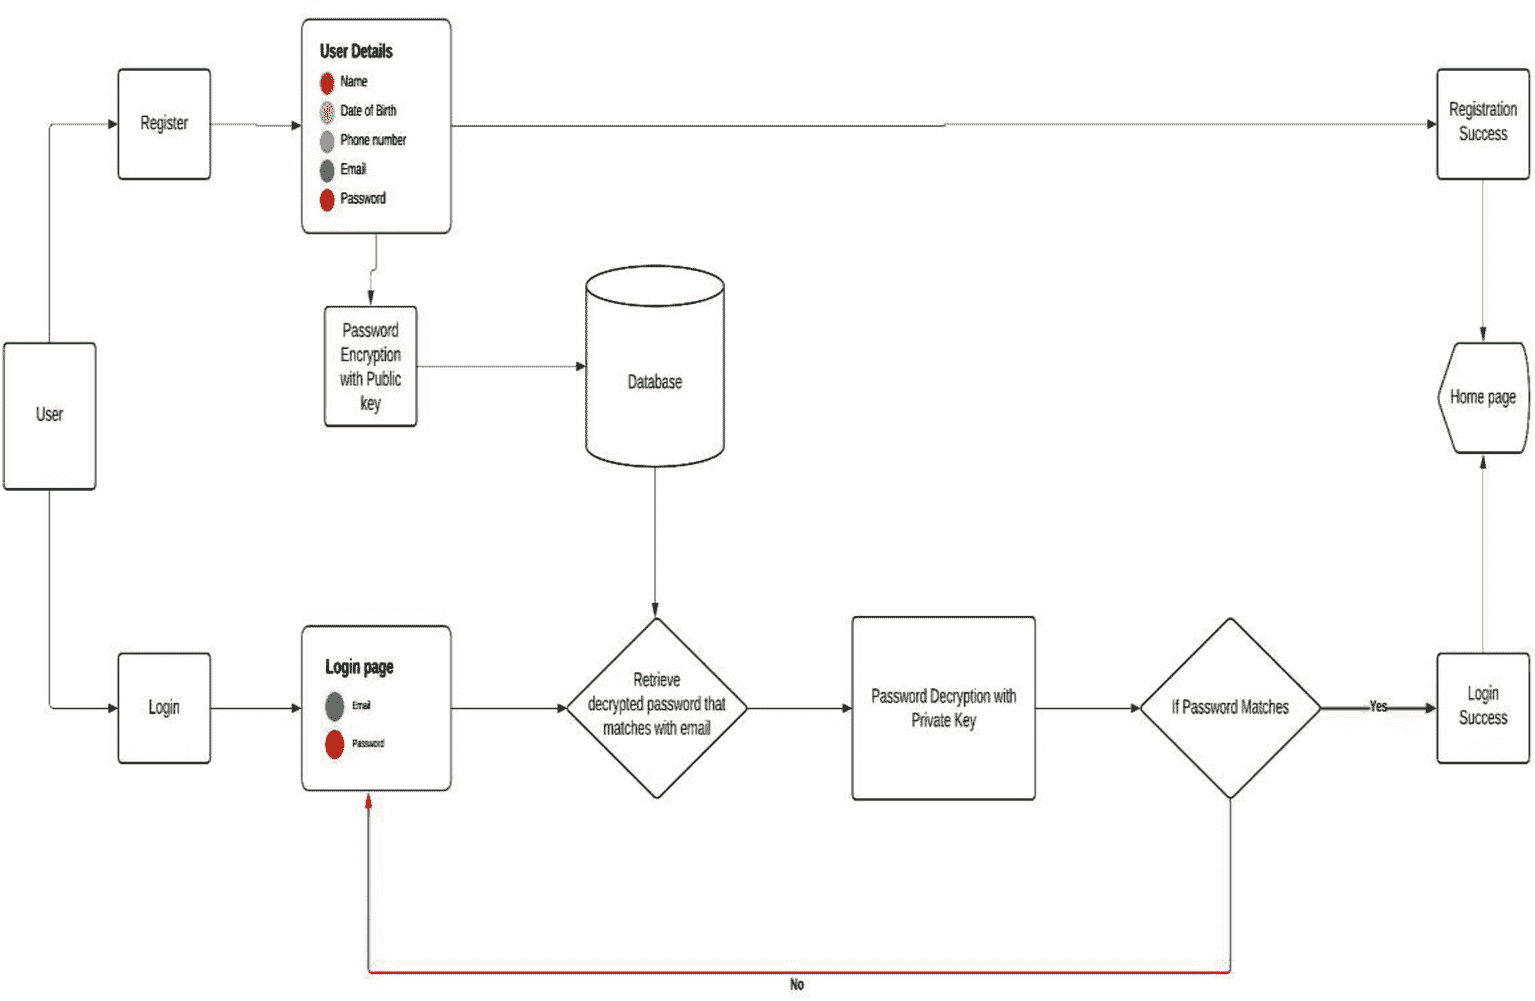 User Details
Name
Date of Birth
Phone number
Email
Password
Register
Registration
Success
Password
Encryption
with Public
key
Database
User
Home page
Login
Login page
Email
Password
Retrieve
decrypted password that
matches with email
Password Decryption with
Private Key
If Password Matches
Yes
Login
Success
No